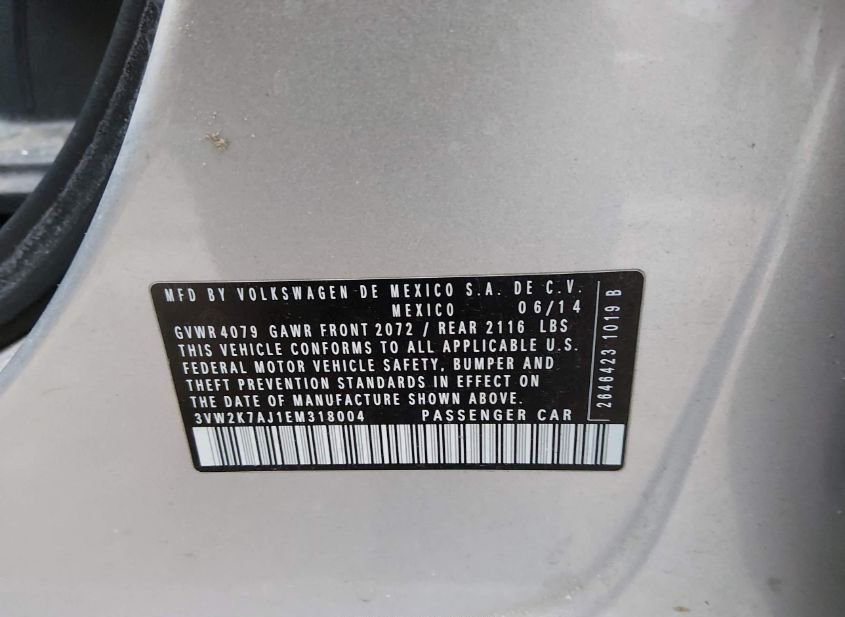 MFD BY VOLKSWAGEN DE MEXICO S.A. DE C.V.
MEXICO 06/14
GVWR 4079 GAWR FRONT 2072 / REAR 2116 LBS
THIS VEHICLE CONFORMS TO ALL APPLICABLE U.S.
FEDERAL MOTOR VEHICLE SAFETY, BUMPER AND
THEFT PREVENTION STANDARDS IN EFFECT ON
THE DATE OF MANUFACTURE SHOWN ABOVE.
3VW2K7AJ1EM318004 PASSENGER CAR
2646423 1019 B